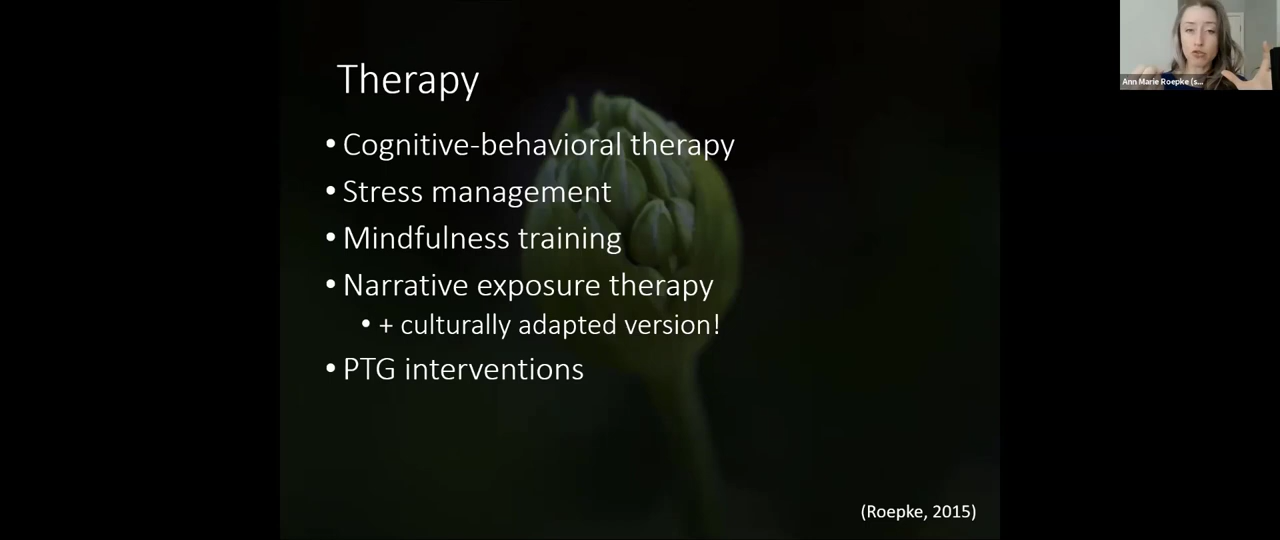 Therapy
• Cognitive-behavioral therapy
• Stress management
• Mindfulness training
• Narrative exposure therapy
• + culturally adapted version!
• PTG interventions
(Roepke, 2015)
Ann Marie Roepke (s...